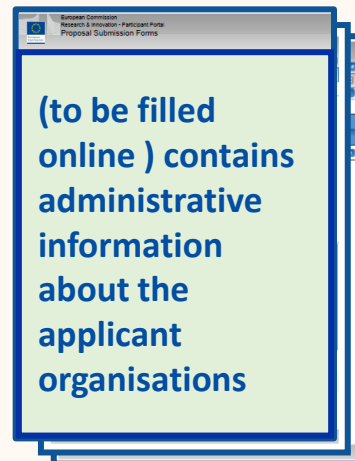 European Commission
Research & Innovation - Participant Portal
Proposal Submission Forms
(to be filled
online ) contains
administrative
information
about the
applicant
organisations